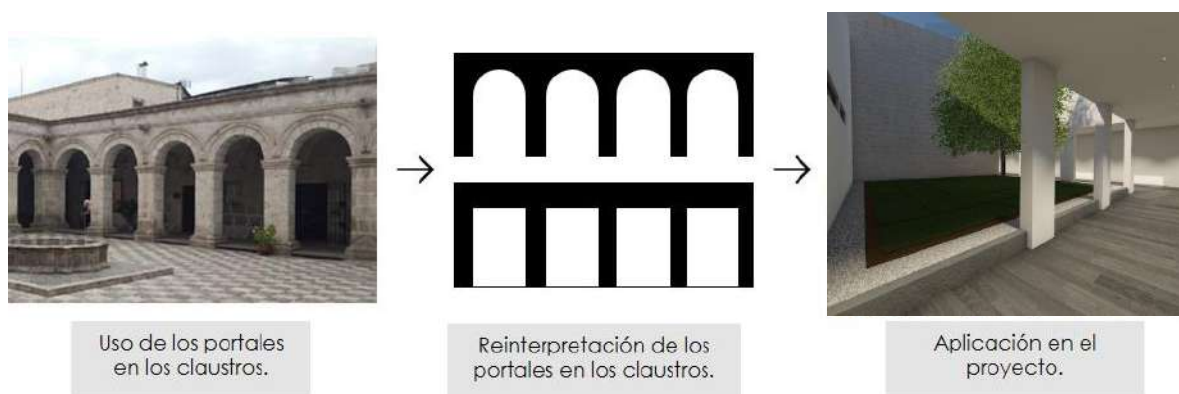 Uso de los portales
en los claustros.
Reinterpretación de los
portales en los claustros.
Aplicación en el
proyecto.